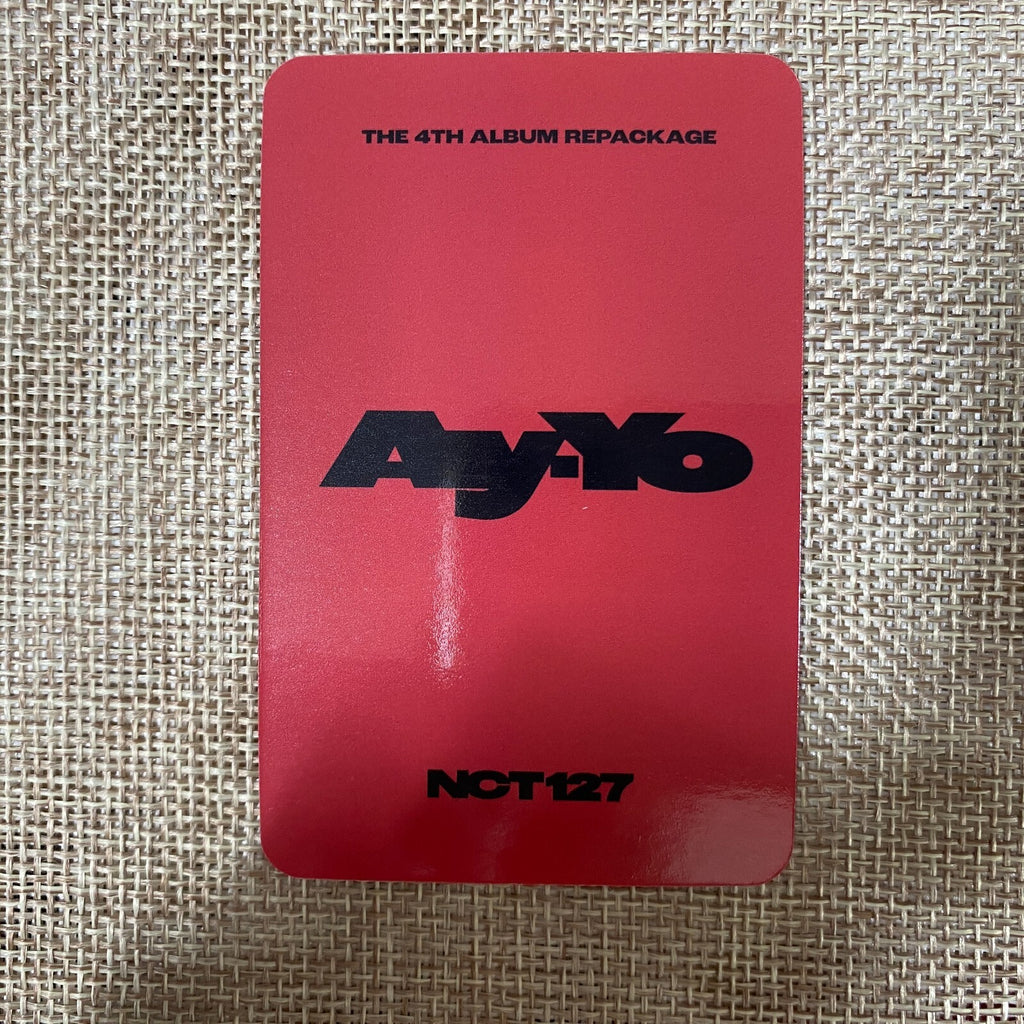 THE 4TH ALBUM REPACKAGE
Ay-Yo
NCT127